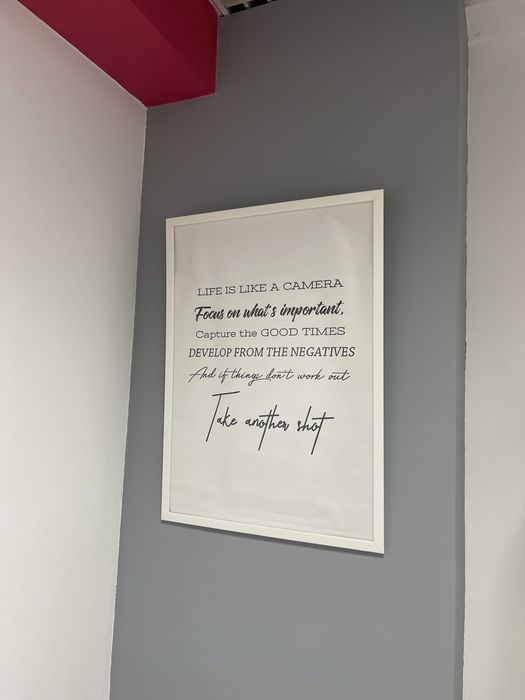 LIFE IS LIKE A CAMERA
Focus on what's important,
Capture the GOOD TIMES
DEVELOP FROM THE NEGATIVES
And if things don't work out
Take another shot